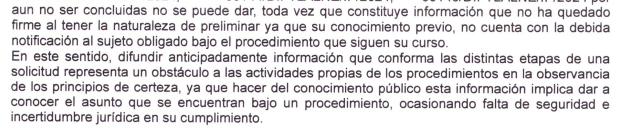 aun no ser concluidas no se puede dar, toda vez que constituye información que no ha quedado
firme al tener la naturaleza de preliminar ya que su conocimiento previo, no cuenta con la debida
notificación al sujeto obligado bajo el procedimiento que siguen su curso.
En este sentido, difundir anticipadamente información que conforma las distintas etapas de una
solicitud representa un obstáculo a las actividades propias de los procedimientos en la observancia
de los principios de certeza, ya que hacer del conocimiento público esta información implica dar a
conocer el asunto que se encuentran bajo un procedimiento, ocasionando falta de seguridad e
incertidumbre jurídica en su cumplimiento.